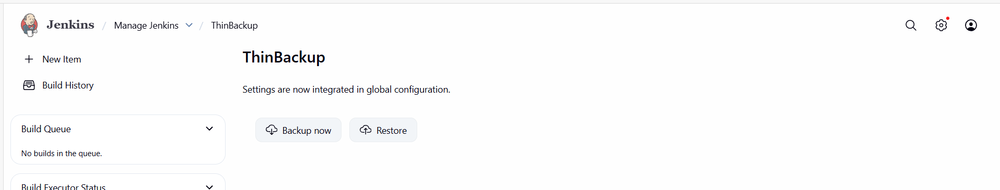 Jenkins / Manage Jenkins / ThinBackup
New Item
Build History
Build Queue
No builds in the queue.
Build Executor Status
ThinBackup
Settings are now integrated in global configuration.
Backup now
Restore